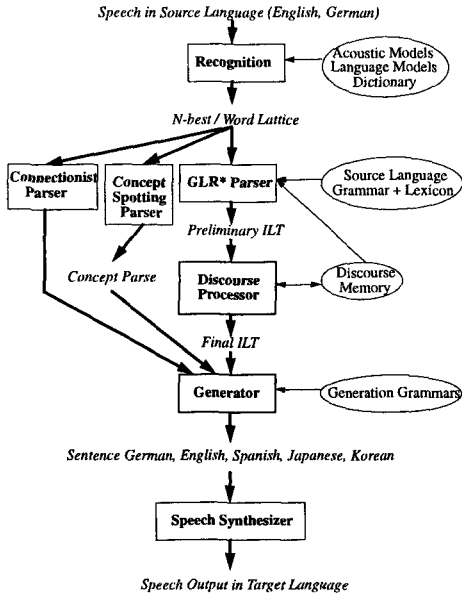 Speech in Source Language (English, German)
Recognition
Acoustic Models
Language Models
Dictionary
N-best / Word Lattice
Connectionist
Parser
Concept
Spotting
Parser
GLR* Parser
Source Language
Grammar + Lexicon
Preliminary ILT
Concept Parse
Discourse
Processor
Discourse
Memory
Final ILT
Generator
Generation Grammars
Sentence German, English, Spanish, Japanese, Korean
Speech Synthesizer
Speech Output in Target Language